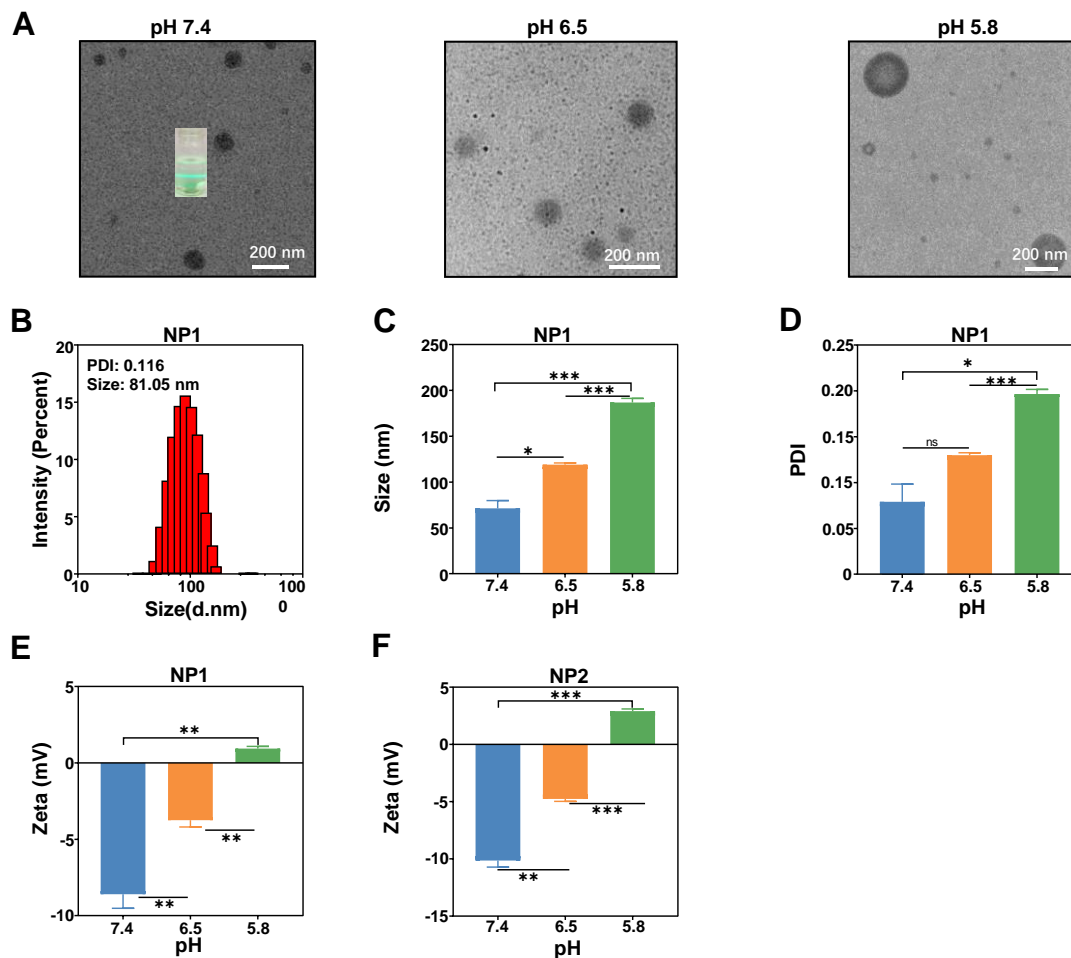 A
pH 7.4
pH 6.5
pH 5.8
200 nm
200 nm
200 nm
B
NP1
PDI: 0.116
Size: 81.05 nm
Intensity (Percent)
20
15
10
5
0
10
100
100
0
Size(d.nm)
C
NP1
Size (nm)
250
200
150
100
50
0
***
***
*
7.4
6.5
5.8
pH
D
NP1
PDI
0.25
0.20
0.15
0.15
0.05
0.00
*
***
ns
7.4
6.5
5.8
pH
E
NP1
Zeta (mV)
5
0
-5
-10
**
**
**
7.4
6.5
5.8
pH
F
NP2
Zeta (mV)
5
0
-5
-10
-15
***
***
**
7.4
6.5
5.8
pH